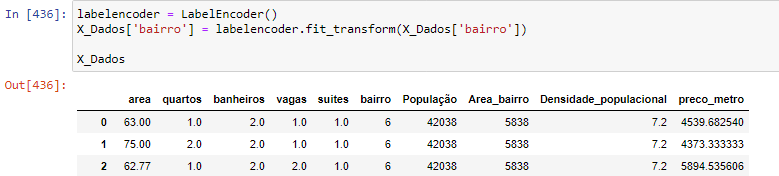 In [436]: labelencoder = LabelEncoder()
X_Dados['bairro'] = labelencoder.fit_transform(X_Dados['bairro'])
X_Dados
Out[436]:
area quartos banheiros vagas suites bairro População Area_bairro Densidade_populacional preco_metro
0 63.00 1.0 2.0 1.0 1.0 6 42038 5838 7.2 4539.682540
1 75.00 2.0 2.0 1.0 1.0 6 42038 5838 7.2 4373.333333
2 62.77 1.0 2.0 2.0 1.0 6 42038 5838 7.2 5894.535606